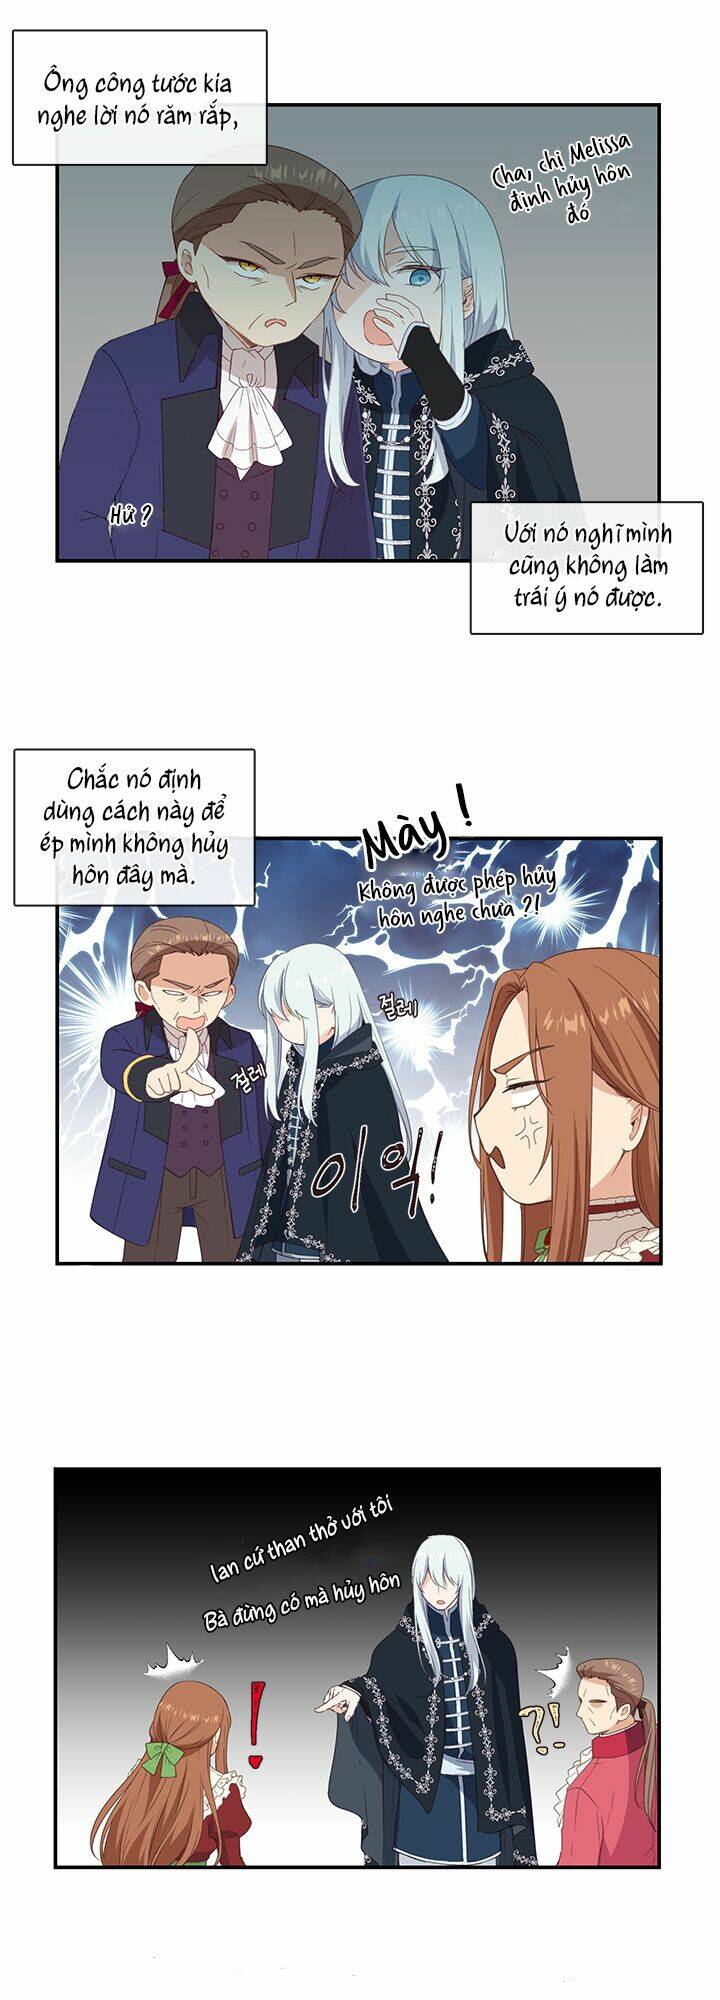 Ông công tước kia
nghe lời nó răm rắp,
Cha, chị Melissa
định hủy hôn
đó
Hử ?
Với nó nghĩ mình
cũng không làm
trái ý nó được.
Chắc nó định
dùng cách này để
ép mình không hủy
hôn đây mà.
Mày !
Không được phép hủy
hôn nghe chưa ?!
절레
절레
이익!
Ian cứ than thở với tôi
Bà đừng có mà hủy hôn
!
?!